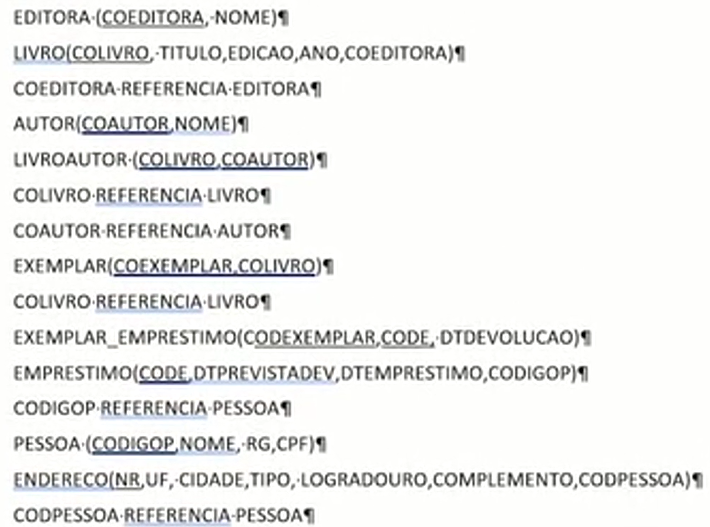 EDITORA (COEDITORA, NOME)¶
LIVRO(COLIVRO, TITULO,EDICAO,ANO,COEDITORA)¶
COEDITORA REFERENCIA EDITORA¶
AUTOR(COAUTOR,NOME)¶
LIVROAUTOR (COLIVRO,COAUTOR)¶
COLIVRO REFERENCIA LIVRO¶
COAUTOR REFERENCIA AUTOR¶
EXEMPLAR(COEXEMPLAR,COLIVRO)¶
COLIVRO REFERENCIA LIVRO¶
EXEMPLAR_EMPRESTIMO(CODEXEMPLAR,CODE, DTDEVOLUCAO)¶
EMPRESTIMO(CODE,DTPREVISTADEV,DTEMPRESTIMO,CODIGOP)¶
CODIGOP REFERENCIA PESSOA¶
PESSOA (CODIGOP,NOME, RG,CPF)¶
ENDERECO(NR,UF, CIDADE,TIPO, LOGRADOURO,COMPLEMENTO,CODPESSOA)¶
CODPESSOA REFERENCIA PESSOA¶